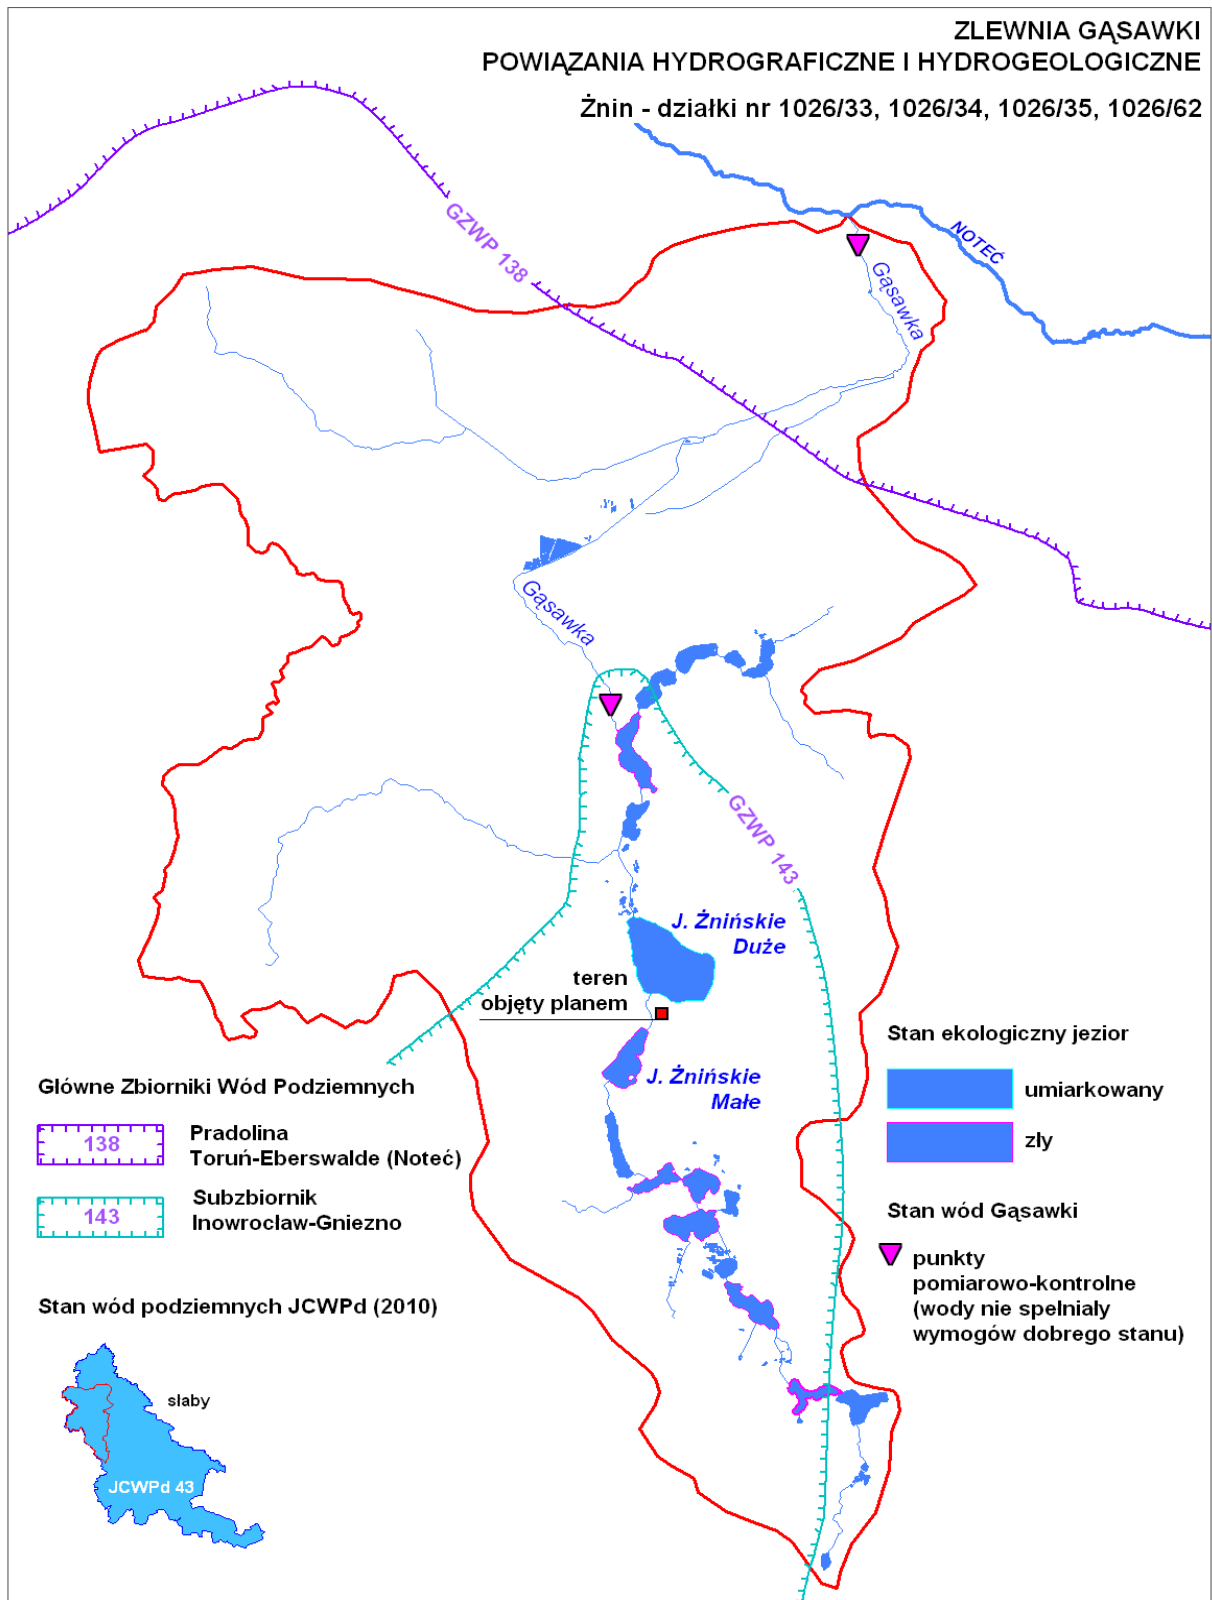 ZLEWNIA GĄSAWKI
POWIĄZANIA HYDROGRAFICZNE I HYDROGEOLOGICZNE
Żnin - działki nr 1026/33, 1026/34, 1026/35, 1026/62
GZWP 138
NOTEĆ
Gąsawka
Gąsawka
GZWP 143
J. Żnińskie
Duże
teren
objęty planem
J. Żnińskie
Małe
Stan ekologiczny jezior
umiarkowany
zły
Stan wód Gąsawki
punkty
pomiarowo-kontrolne
(wody nie spełniały
wymogów dobrego stanu)
Główne Zbiorniki Wód Podziemnych
138
Pradolina
Toruń-Eberswalde (Noteć)
143
Subzbiornik
Inowrocław-Gniezno
Stan wód podziemnych JCWPd (2010)
słaby
JCWPd 43